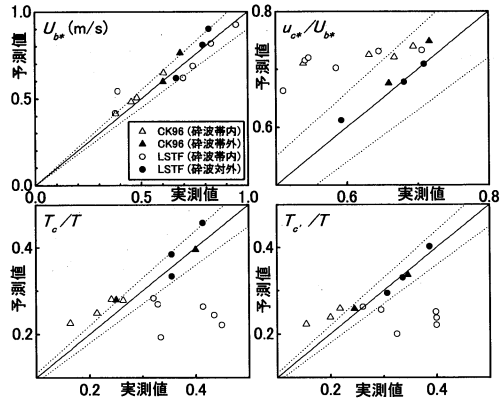 U_b* (m/s)
予測値
1.0
0.5
0.0
0.0
0.5
1.0
実測値
△ CK96 (砕波帯内)
▲ CK96 (砕波帯外)
○ LSTF (砕波帯内)
● LSTF (砕波対外)
u_c*/U_b*
予測値
0.8
0.6
0.6
0.8
実測値
T_c/T
予測値
0.4
0.2
0.2
0.4
実測値
T_c'/T
予測値
0.4
0.2
0.2
0.4
実測値